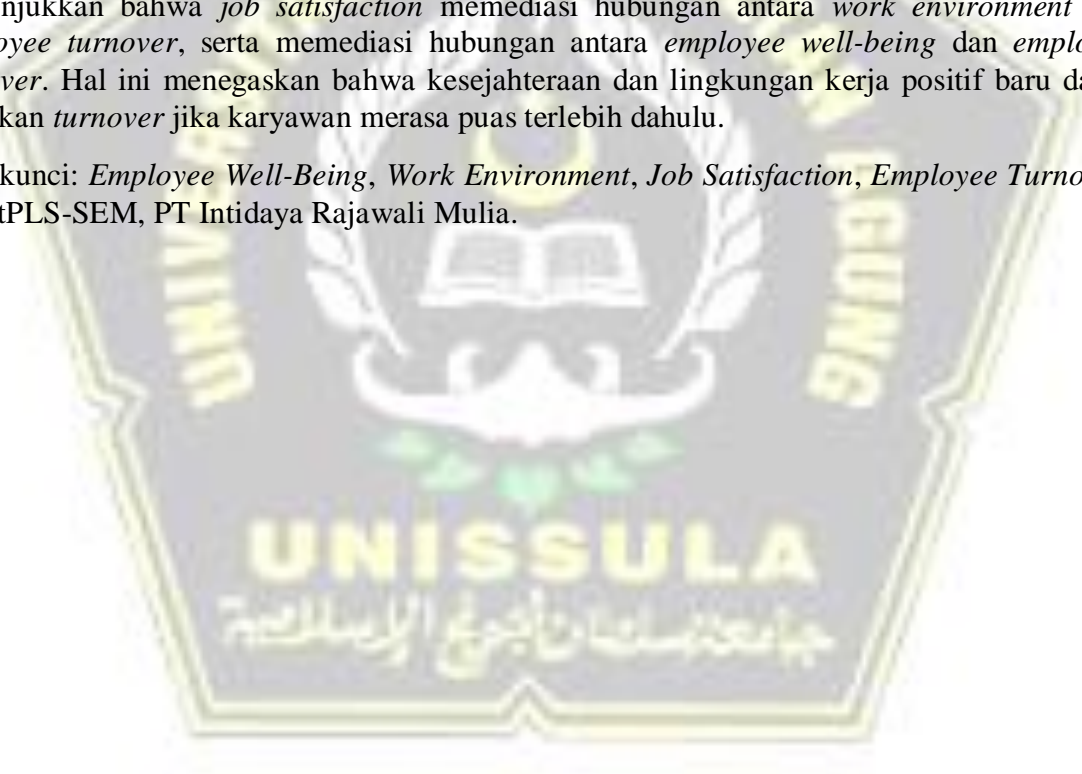 njukkan bahwa job satisfaction memediasi hubungan antara work environment
oyee turnover, serta memediasi hubungan antara employee well-being dan emplo
ver. Hal ini menegaskan bahwa kesejahteraan dan lingkungan kerja positif baru da
kan turnover jika karyawan merasa puas terlebih dahulu.
kunci: Employee Well-Being, Work Environment, Job Satisfaction, Employee Turno
tPLS-SEM, PT Intidaya Rajawali Mulia.
UNISSULA
جامعة سلطان أجونج الإسلامية